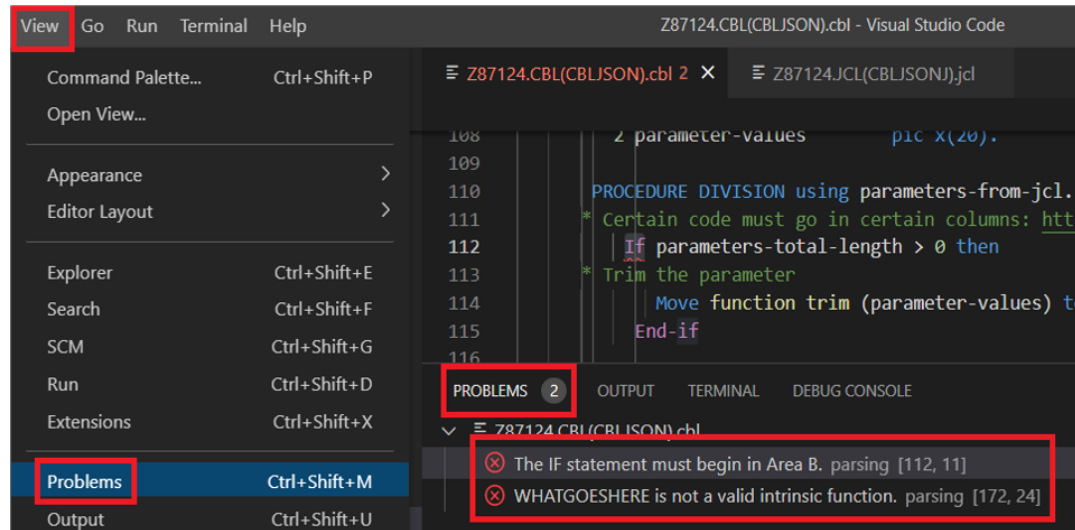 View Go Run Terminal Help Z87124.CBL(CBLJSON).cbl - Visual Studio Code
Command Palette... Ctrl+Shift+P
Open View...
Appearance
Editor Layout
Explorer Ctrl+Shift+E
Search Ctrl+Shift+F
SCM Ctrl+Shift+G
Run Ctrl+Shift+D
Extensions Ctrl+Shift+X
Problems Ctrl+Shift+M
Output Ctrl+Shift+U
Z87124.CBL(CBLJSON).cbl 2 X Z87124.JCL(CBLJSONJ).jcl
108 2 parameter-values pic x(20).
109
110 PROCEDURE DIVISION using parameters-from-jcl.
111 * Certain code must go in certain columns: htt
112 If parameters-total-length > 0 then
113 * Trim the parameter
114 Move function trim (parameter-values) t
115 End-if
116
PROBLEMS 2 OUTPUT TERMINAL DEBUG CONSOLE
Z87124.CBL(CBLJSON).cbl
The IF statement must begin in Area B. parsing [112, 11]
WHATGOESHERE is not a valid intrinsic function. parsing [172, 24]